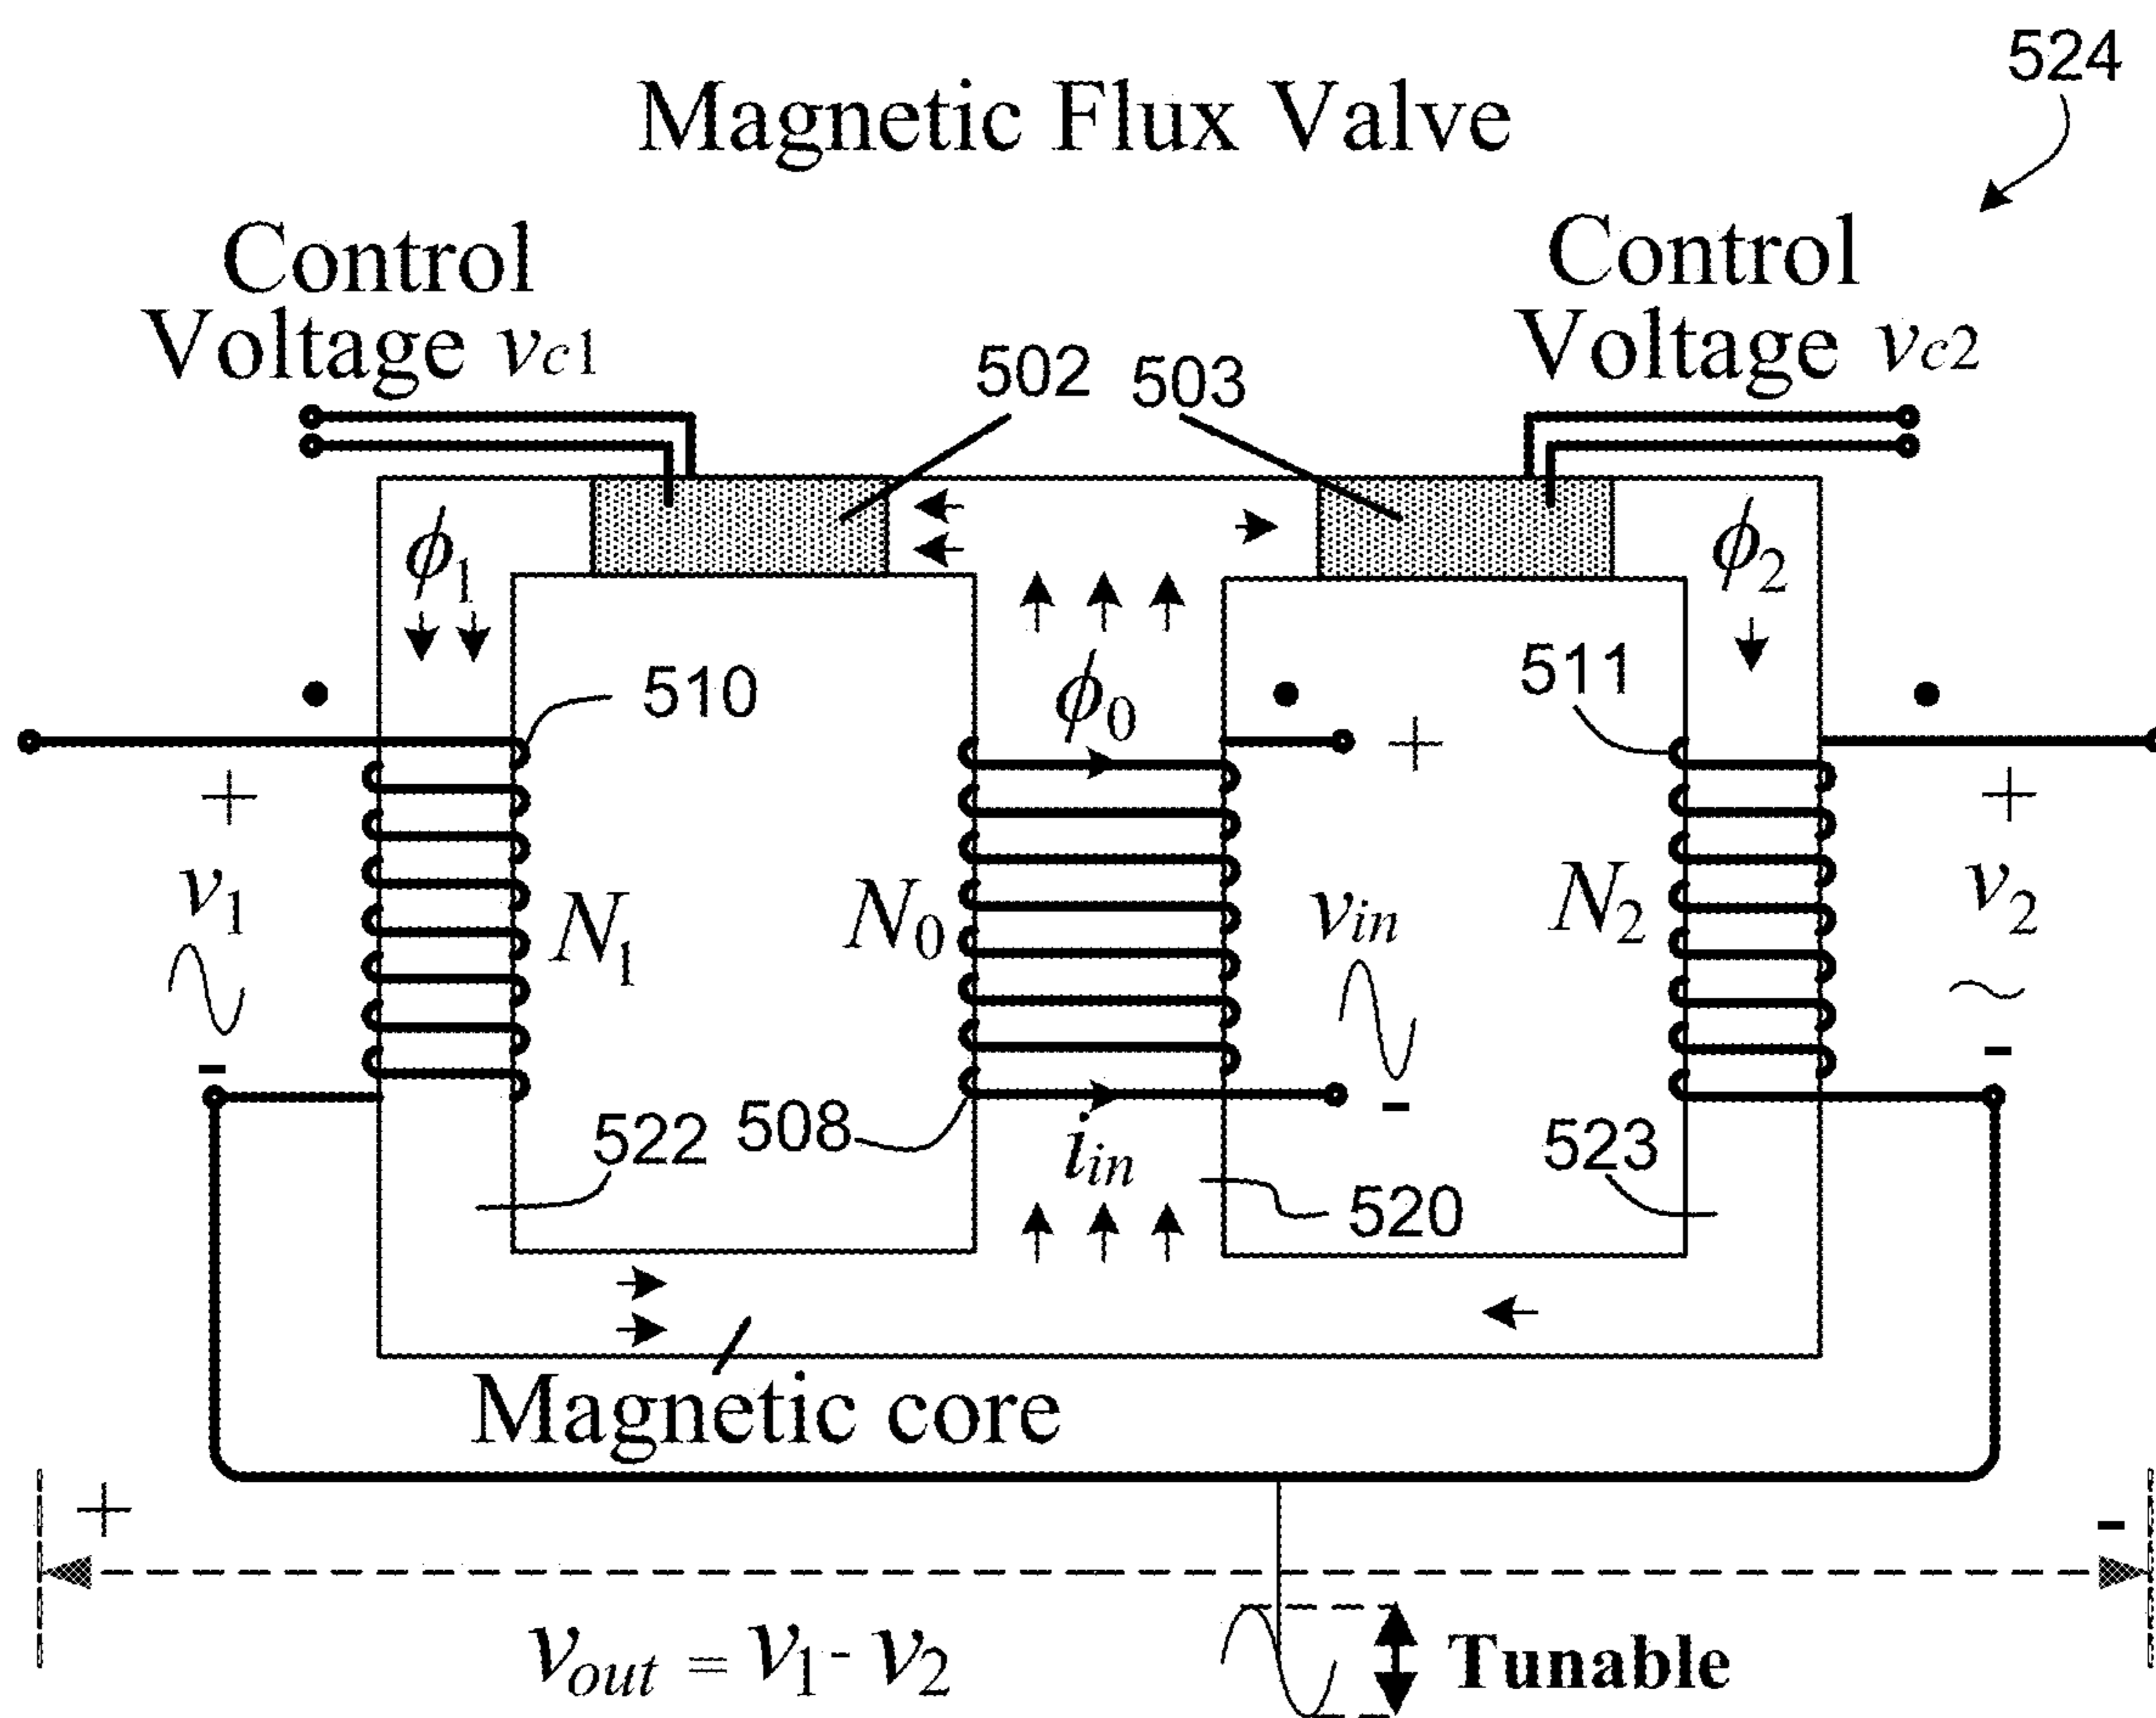 524
Magnetic Flux Valve
Control
Voltage vc1
Control
Voltage vc2
502
503
ϕ1
ϕ2
510
ϕ0
511
+
+
+
v1
N1
N0
vin
N2
v2
-
-
-
522
508
iin
523
520
Magnetic core
+
-
vout = v1 - v2
Tunable